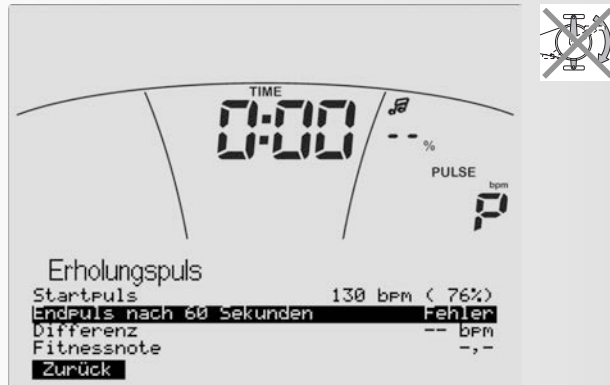 TIME
0:00
-- %
PULSE
bpm
P
Erholungspuls
Startpuls 130 bpm ( 76%)
Endpuls nach 60 Sekunden Fehler
Differenz -- bpm
Fitnessnote -,-
Zurück